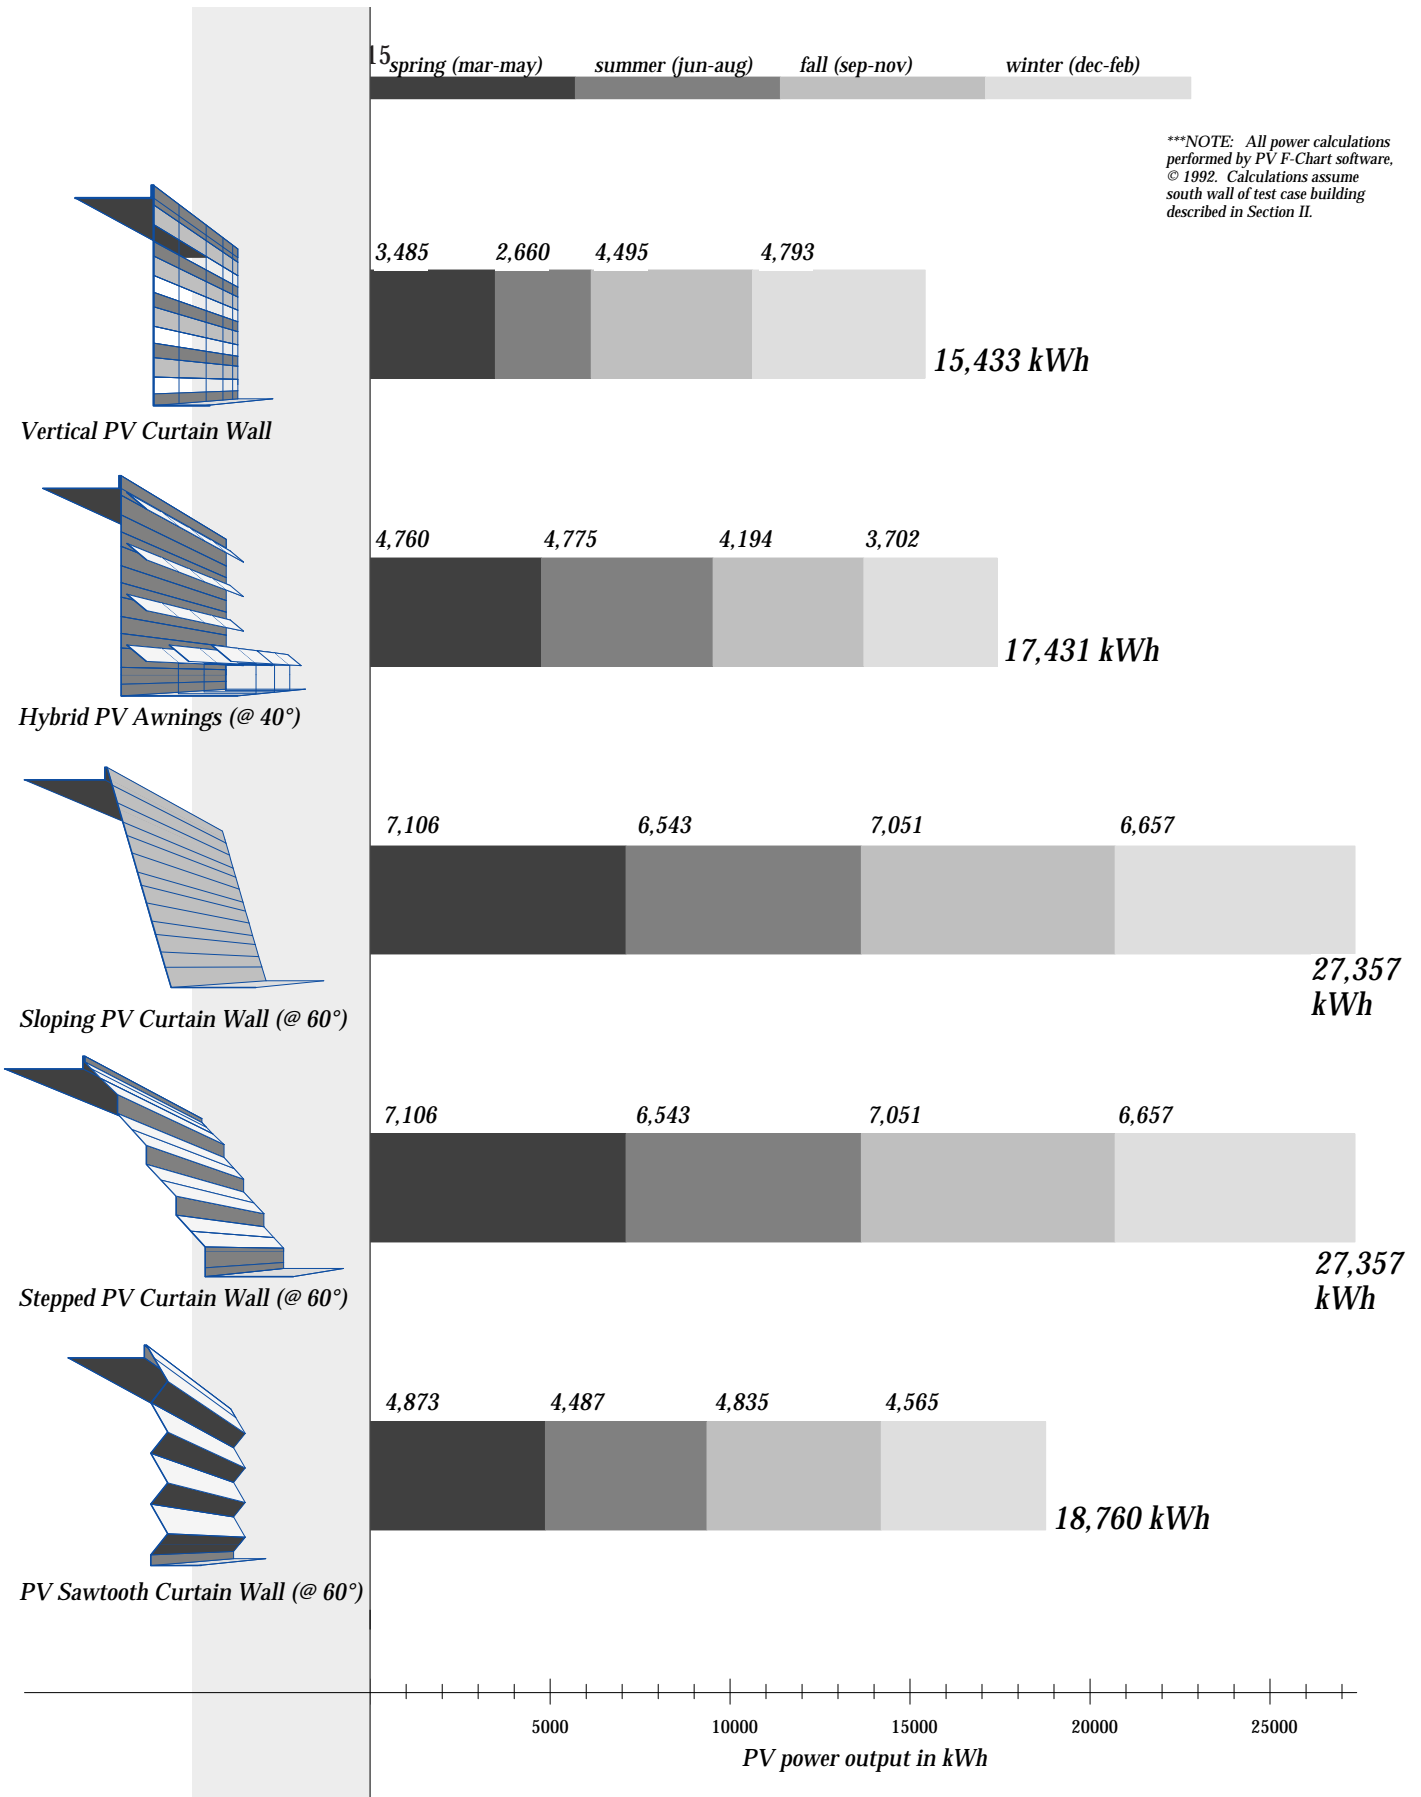 15
spring (mar-may) summer (jun-aug) fall (sep-nov) winter (dec-feb)
***NOTE: All power calculations
performed by PV F-Chart software,
© 1992. Calculations assume
south wall of test case building
described in Section II.
3,485 2,660 4,495 4,793
15,433 kWh
Vertical PV Curtain Wall
4,760 4,775 4,194 3,702
17,431 kWh
Hybrid PV Awnings (@ 40°)
7,106 6,543 7,051 6,657
27,357
kWh
Sloping PV Curtain Wall (@ 60°)
7,106 6,543 7,051 6,657
27,357
kWh
Stepped PV Curtain Wall (@ 60°)
4,873 4,487 4,835 4,565
18,760 kWh
PV Sawtooth Curtain Wall (@ 60°)
5000 10000 15000 20000 25000
PV power output in kWh